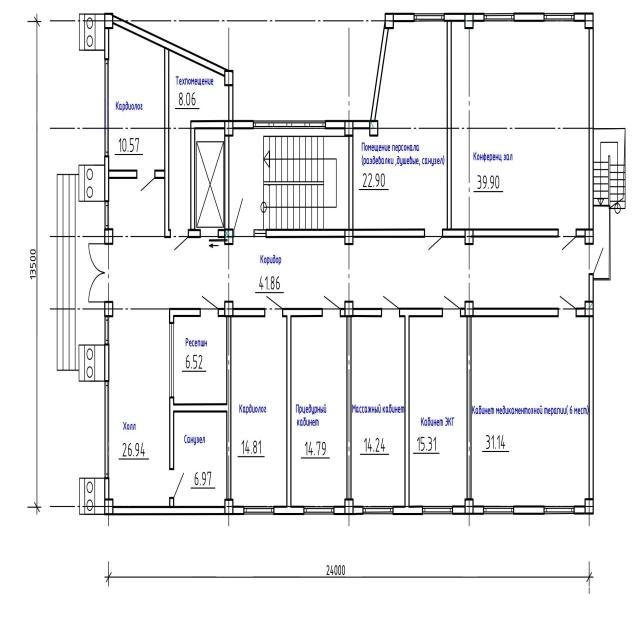 Техпомещение
8.06
Кардиолог
10.57
Помещение персонала
(раздевалки ,душевые, санузел)
22.90
Конференц зал
39.90
Коридор
41.86
13500
Ресепшн
6.52
Холл
26.94
Санузел
6.97
Кардиолог
14.81
Прцедурный
кабинет
14.79
Массажный кабинет
14.24
Кабинет ЭКГ
15.31
Кабинет медикаментозной терапии( 6 мест)
31.14
24000